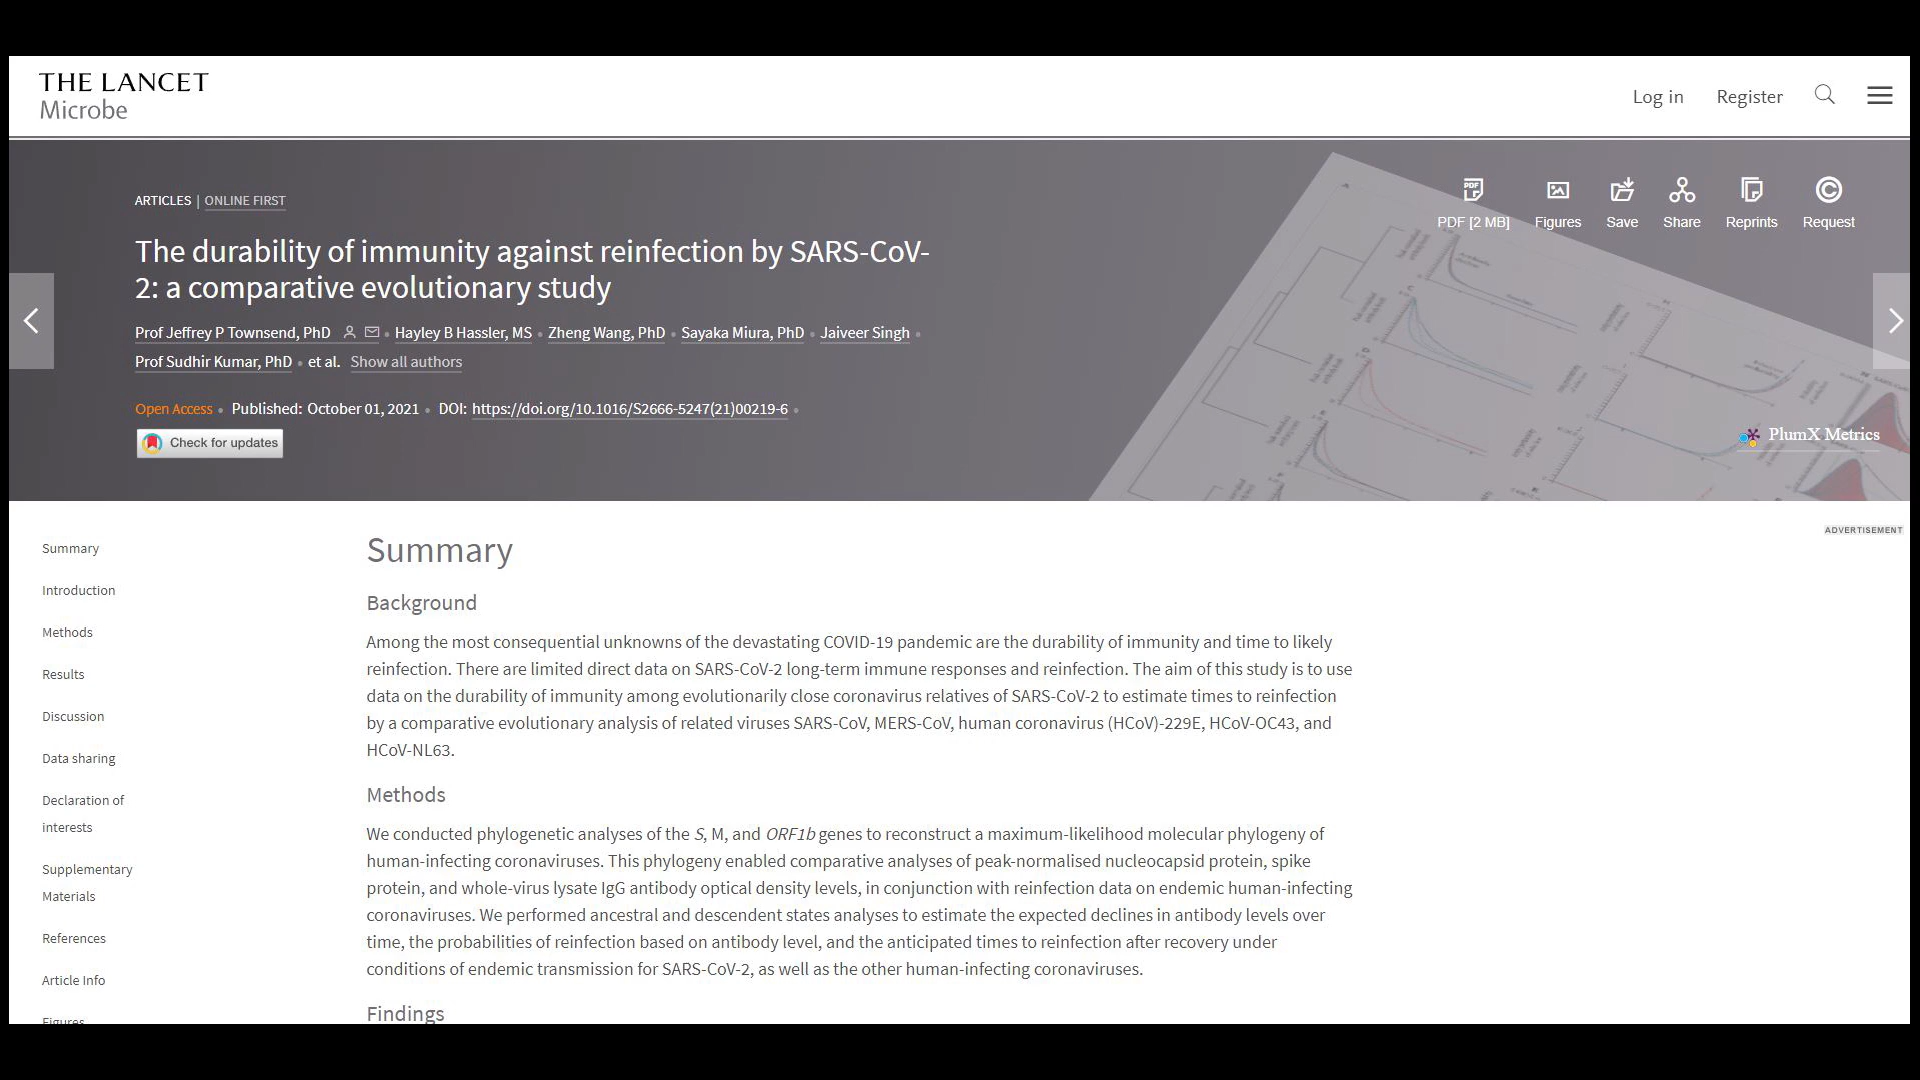 THE LANCET
Microbe
Log in
Register
PDF [2 MB]
Figures
Save
Share
Reprints
Request
ARTICLES | ONLINE FIRST
The durability of immunity against reinfection by SARS-CoV-
2: a comparative evolutionary study
Prof Jeffrey P Townsend, PhD • Hayley B Hassler, MS • Zheng Wang, PhD • Sayaka Miura, PhD • Jaiveer Singh •
Prof Sudhir Kumar, PhD • et al. Show all authors
Open Access • Published: October 01, 2021 • DOI: https://doi.org/10.1016/S2666-5247(21)00219-6 •
Check for updates
PlumX Metrics
ADVERTISEMENT
Summary
Introduction
Methods
Results
Discussion
Data sharing
Declaration of
interests
Supplementary
Materials
References
Article Info
Figures
Summary
Background
Among the most consequential unknowns of the devastating COVID-19 pandemic are the durability of immunity and time to likely
reinfection. There are limited direct data on SARS-CoV-2 long-term immune responses and reinfection. The aim of this study is to use
data on the durability of immunity among evolutionarily close coronavirus relatives of SARS-CoV-2 to estimate times to reinfection
by a comparative evolutionary analysis of related viruses SARS-CoV, MERS-CoV, human coronavirus (HCoV)-229E, HCoV-OC43, and
HCoV-NL63.
Methods
We conducted phylogenetic analyses of the S, M, and ORF1b genes to reconstruct a maximum-likelihood molecular phylogeny of
human-infecting coronaviruses. This phylogeny enabled comparative analyses of peak-normalised nucleocapsid protein, spike
protein, and whole-virus lysate IgG antibody optical density levels, in conjunction with reinfection data on endemic human-infecting
coronaviruses. We performed ancestral and descendent states analyses to estimate the expected declines in antibody levels over
time, the probabilities of reinfection based on antibody level, and the anticipated times to reinfection after recovery under
conditions of endemic transmission for SARS-CoV-2, as well as the other human-infecting coronaviruses.
Findings